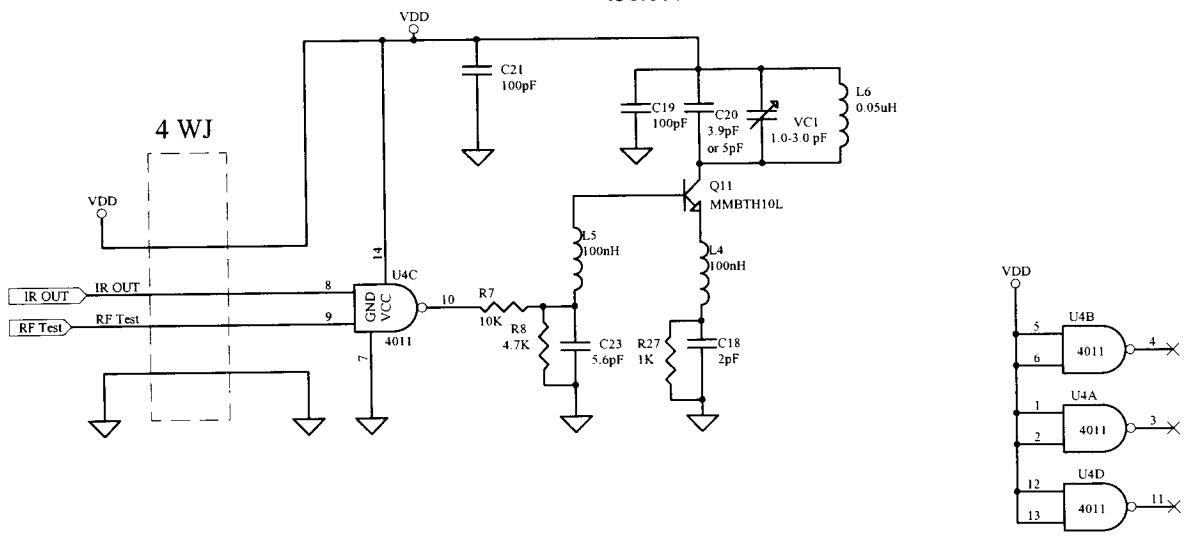 VDD
C21
100pF
C19
100pF
C20
3.9pF
or 5pF
VC1
1.0-3.0 pF
L6
0.05uH
4 WJ
VDD
Q11
MMBTH10L
L5
100nH
L4
100nH
14
U4C
IR OUT
IR OUT
8
GND
VCC
10
R7
10K
RF Test
RF Test
9
4011
7
R8
4.7K
C23
5.6pF
R27
1K
C18
2pF
VDD
U4B
5
6
4011
4
U4A
1
2
4011
3
U4D
12
13
4011
11